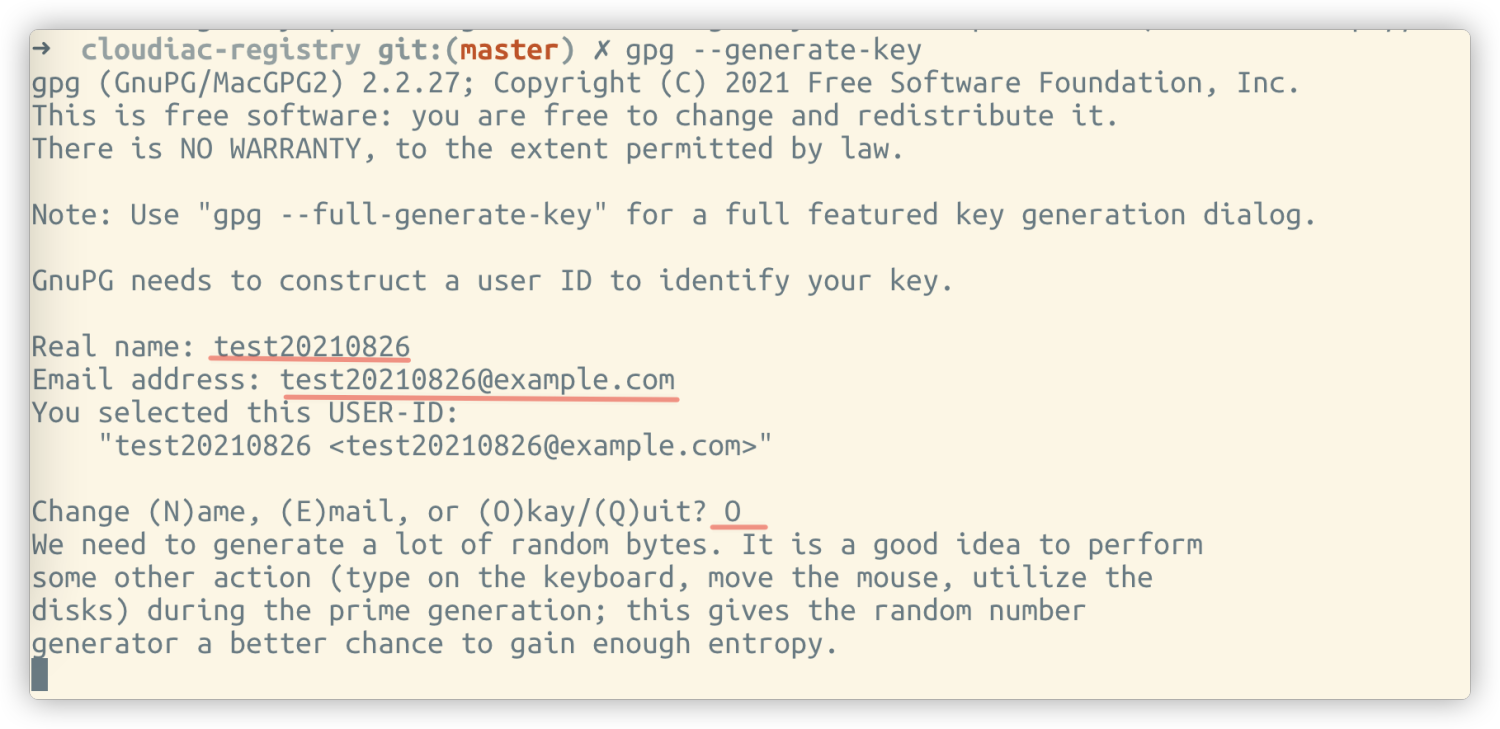 ➜  cloudiac-registry git:(master) ✗ gpg --generate-key
gpg (GnuPG/MacGPG2) 2.2.27; Copyright (C) 2021 Free Software Foundation, Inc.
This is free software: you are free to change and redistribute it.
There is NO WARRANTY, to the extent permitted by law.

Note: Use "gpg --full-generate-key" for a full featured key generation dialog.

GnuPG needs to construct a user ID to identify your key.

Real name: test20210826
Email address: test20210826@example.com
You selected this USER-ID:
    "test20210826 <test20210826@example.com>"

Change (N)ame, (E)mail, or (O)kay/(Q)uit? O
We need to generate a lot of random bytes. It is a good idea to perform
some other action (type on the keyboard, move the mouse, utilize the
disks) during the prime generation; this gives the random number
generator a better chance to gain enough entropy.